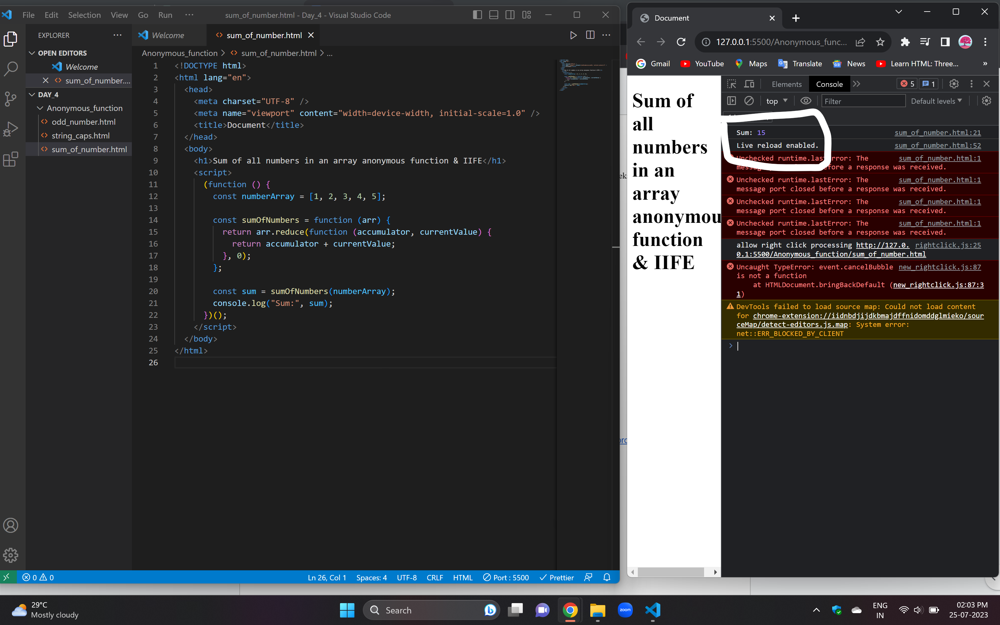 File Edit Selection View Go Run ··· sum_of_number.html - Day_4 - Visual Studio Code
EXPLORER ···
Welcome
sum_of_number.html
OPEN EDITORS
Welcome
sum_of_number....
DAY_4
Anonymous_function
odd_number.html
string_caps.html
sum_of_number.html
Anonymous_function > sum_of_number.html > ...
1 <!DOCTYPE html>
2 <html lang="en">
3 <head>
4 <meta charset="UTF-8" />
5 <meta name="viewport" content="width=device-width, initial-scale=1.0" />
6 <title>Document</title>
7 </head>
8 <body>
9 <h1>Sum of all numbers in an array anonymous function & IIFE</h1>
10 <script>
11 (function () {
12 const numberArray = [1, 2, 3, 4, 5];
13
14 const sumOfNumbers = function (arr) {
15 return arr.reduce(function (accumulator, currentValue) {
16 return accumulator + currentValue;
17 }, 0);
18 };
19
20 const sum = sumOfNumbers(numberArray);
21 console.log("Sum:", sum);
22 })();
23 </script>
24 </body>
25 </html>
26
0 0
Ln 26, Col 1 Spaces: 4 UTF-8 CRLF HTML Port : 5500 Prettier
Document
127.0.0.1:5500/Anonymous_func...
Gmail YouTube Maps Translate News Learn HTML: Three... »
Sum of
all
numbers
in an
array
anonymou
function
& IIFE
Elements Console 5 1
top Filter Default levels
Sum: 15 sum_of_number.html:21
Live reload enabled. sum_of_number.html:52
Unchecked runtime.lastError: The sum_of_number.html:1
before a response was received.
Unchecked runtime.lastError: The sum_of_number.html:1
message port closed before a response was received.
Unchecked runtime.lastError: The sum_of_number.html:1
message port closed before a response was received.
Unchecked runtime.lastError: The sum_of_number.html:1
message port closed before a response was received.
allow right click processing http://127.0. rightclick.js:25
0.1:5500/Anonymous_function/sum_of_number.html
Uncaught TypeError: event.cancelBubble new_rightclick.js:87
is not a function
at HTMLDocument.bringBackDefault (new_rightclick.js:87:3
1)
DevTools failed to load source map: Could not load content
for chrome-extension://iidnbdjijdkbmajdffnidomddglmieko/sour
ceMap/detect-editors.js.map: System error:
net::ERR_BLOCKED_BY_CLIENT
>
29°C
Mostly cloudy
Search
zoom
ENG
IN
02:03 PM
25-07-2023